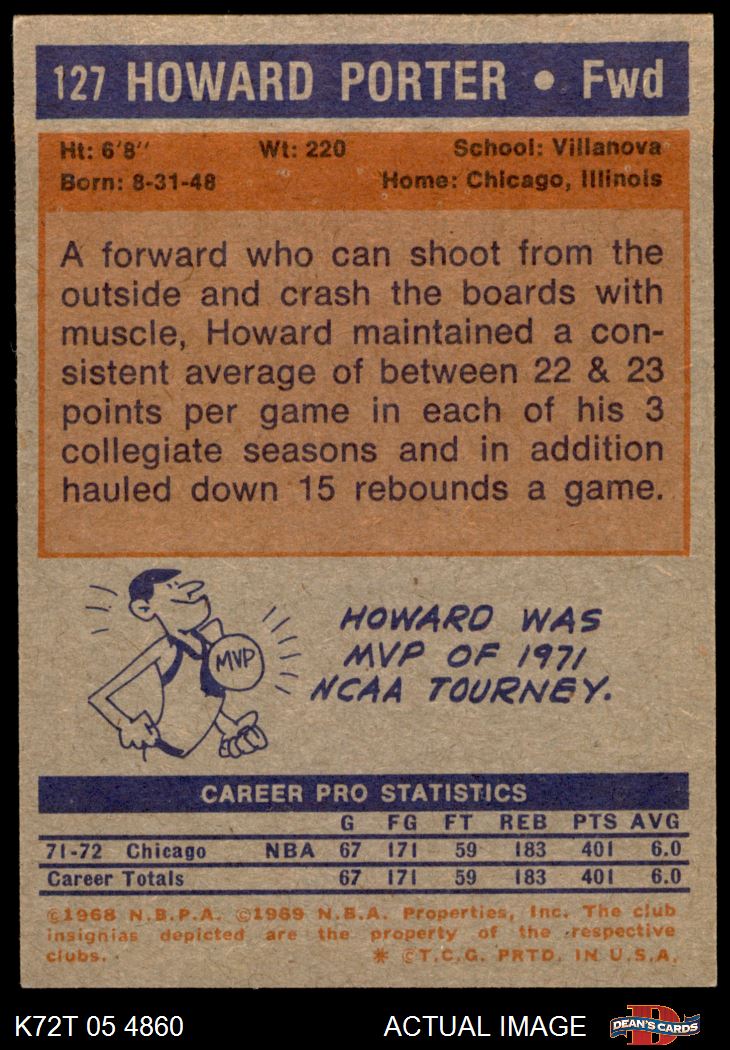 127 HOWARD PORTER • Fwd
Ht: 6'8'' Wt: 220 School: Villanova
Born: 8-31-48 Home: Chicago, Illinois
A forward who can shoot from the
outside and crash the boards with
muscle, Howard maintained a con-
sistent average of between 22 & 23
points per game in each of his 3
collegiate seasons and in addition
hauled down 15 rebounds a game.
MVP
HOWARD WAS
MVP OF 1971
NCAA TOURNEY.
CAREER PRO STATISTICS
G FG FT REB PTS AVG
71-72 Chicago NBA 67 171 59 183 401 6.0
Career Totals 67 171 59 183 401 6.0
©1968 N.B.P.A. ©1969 N.B.A. Properties, Inc. The club
insignias depicted are the property of the respective
clubs. * ©T.C.G. PRTD. IN U.S.A.
K72T 05 4860 ACTUAL IMAGE DEAN'S CARDS